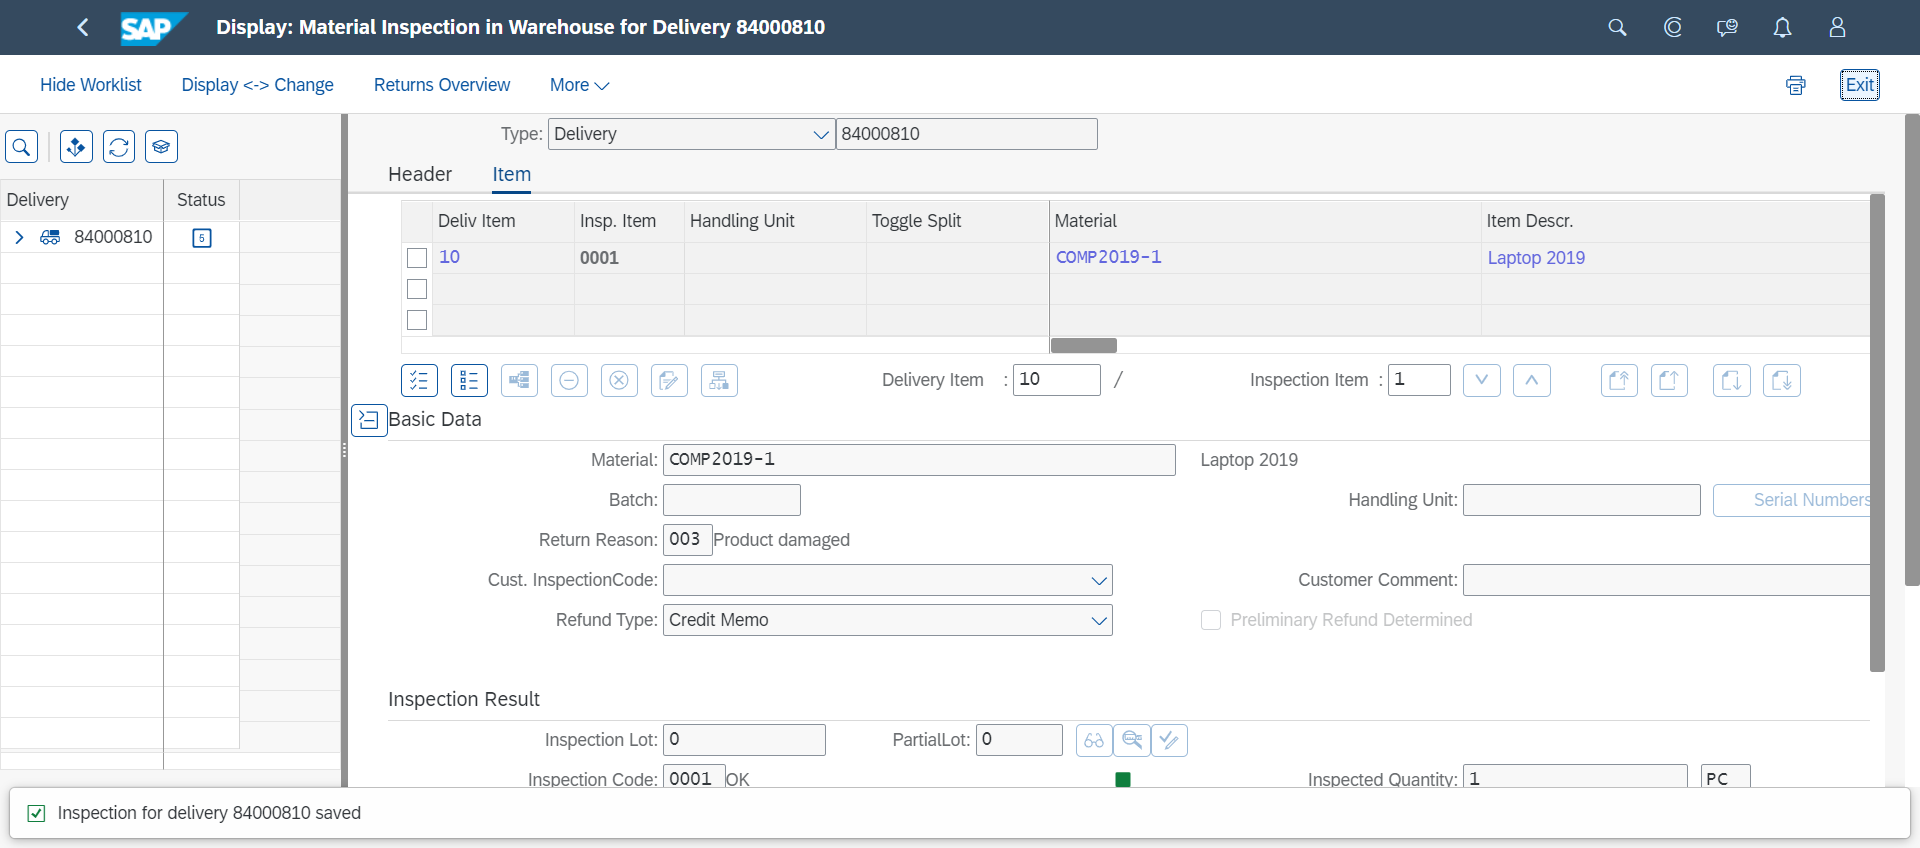 SAP Display: Material Inspection in Warehouse for Delivery 84000810
Hide Worklist Display <-> Change Returns Overview More Exit
Type: Delivery 84000810
Header Item
Delivery Status
84000810 5
Deliv Item Insp. Item Handling Unit Toggle Split Material Item Descr.
10 0001 COMP2019-1 Laptop 2019
Delivery Item : 10 / Inspection Item : 1
Basic Data
Material: COMP2019-1 Laptop 2019
Batch: Handling Unit: Serial Numbers
Return Reason: 003 Product damaged
Cust. InspectionCode: Customer Comment:
Refund Type: Credit Memo Preliminary Refund Determined
Inspection Result
Inspection Lot: 0 PartialLot: 0
Inspection Code: 0001 OK Inspected Quantity: 1 PC
Inspection for delivery 84000810 saved